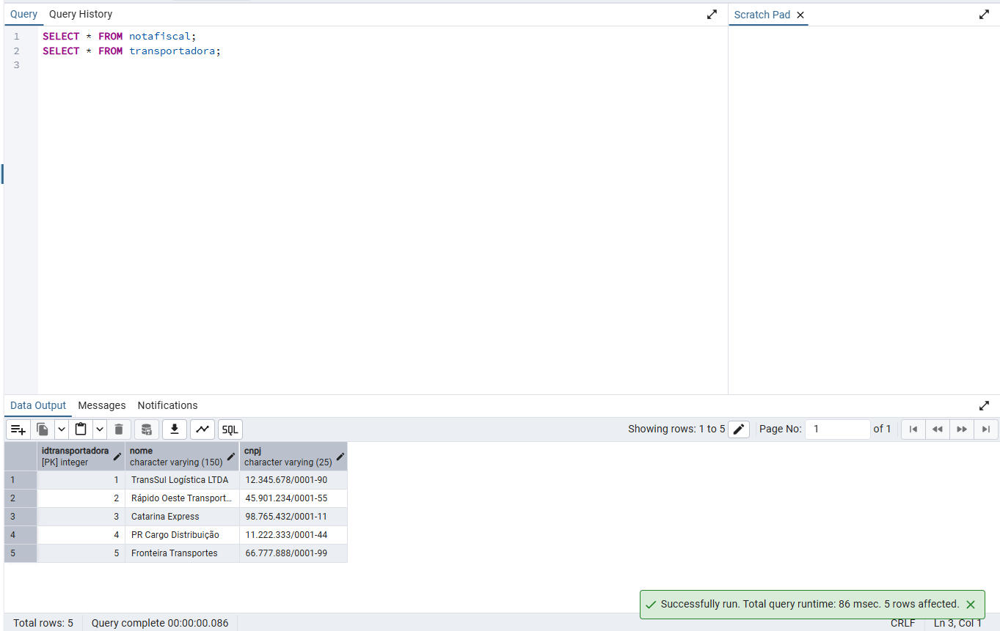 Query Query History
Scratch Pad
1 SELECT * FROM notafiscal;
2 SELECT * FROM transportadora;
3
Data Output Messages Notifications
SQL Showing rows: 1 to 5 Page No: 1 of 1
idtransportadora nome cnpj
[PK] integer character varying (150) character varying (25)
1 1 TransSul Logística LTDA 12.345.678/0001-90
2 2 Rápido Oeste Transport... 45.901.234/0001-55
3 3 Catarina Express 98.765.432/0001-11
4 4 PR Cargo Distribuição 11.222.333/0001-44
5 5 Fronteira Transportes 66.777.888/0001-99
Successfully run. Total query runtime: 86 msec. 5 rows affected.
Total rows: 5 Query complete 00:00:00.086 CRLF Ln 3, Col 1